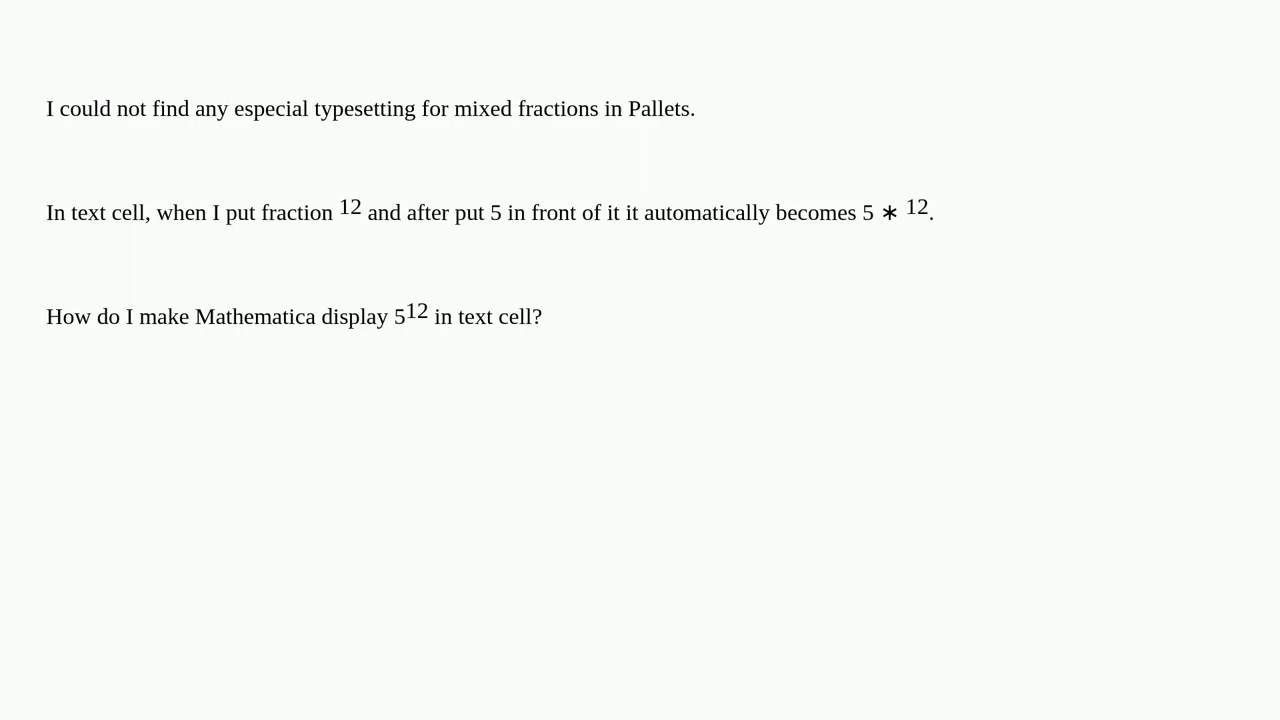 I could not find any especial typesetting for mixed fractions in Pallets.
In text cell, when I put fraction 12 and after put 5 in front of it it automatically becomes 5 ∗ 12.
How do I make Mathematica display 512 in text cell?